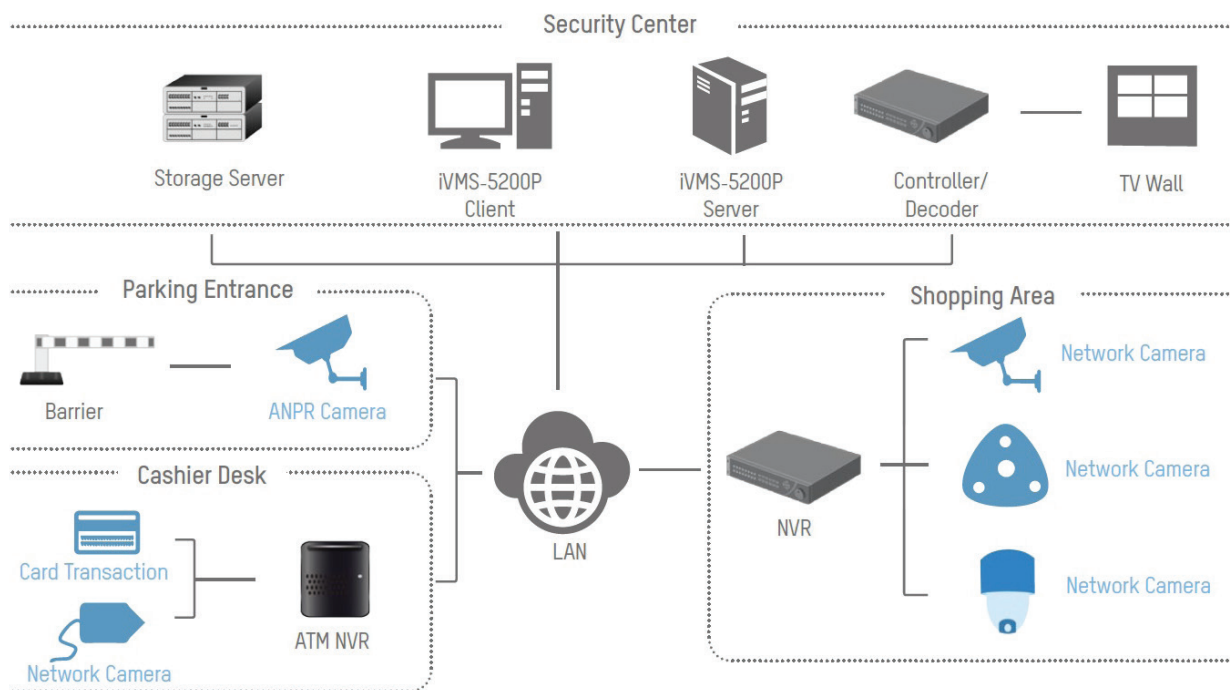 Security Center
Storage Server
iVMS-5200P
Client
iVMS-5200P
Server
Controller/
Decoder
TV Wall
Parking Entrance
Barrier
ANPR Camera
Cashier Desk
Card Transaction
Network Camera
ATM NVR
LAN
Shopping Area
NVR
Network Camera
Network Camera
Network Camera